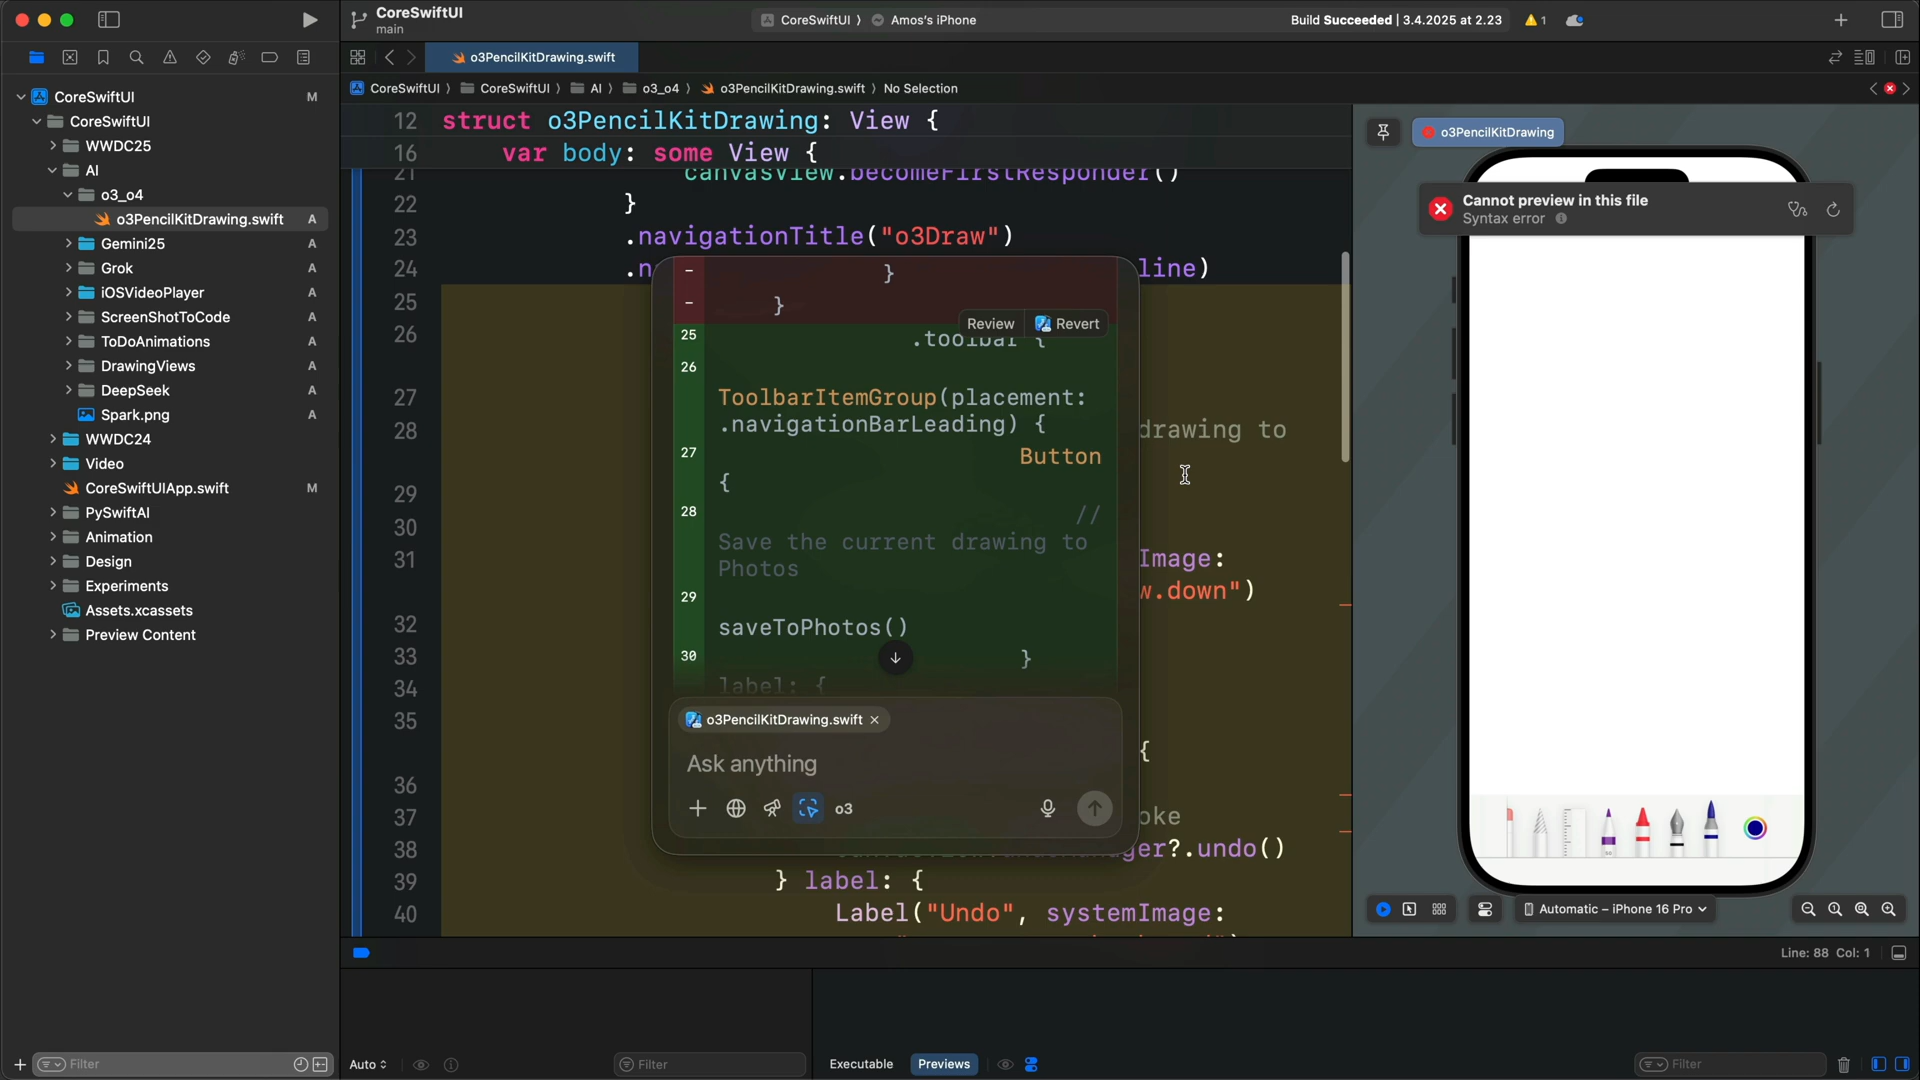 CoreSwiftUI
main
CoreSwiftUI 〉 Amos's iPhone
Build Succeeded | 3.4.2025 at 2.23
1
o3PencilKitDrawing.swift
CoreSwiftUI 〉 CoreSwiftUI 〉 AI 〉 o3_o4 〉 o3PencilKitDrawing.swift 〉 No Selection
CoreSwiftUI M
CoreSwiftUI
WWDC25
AI
o3_o4
o3PencilKitDrawing.swift A
Gemini25 A
Grok A
iOSVideoPlayer A
ScreenShotToCode A
ToDoAnimations A
DrawingViews A
DeepSeek A
Spark.png A
WWDC24
Video
CoreSwiftUIApp.swift M
PySwiftAI
Animation
Design
Experiments
Assets.xcassets
Preview Content
Filter
12 struct o3PencilKitDrawing: View {
16 var body: some View {
21 canvasView.becomeFirstResponder()
22 }
23 .navigationTitle("o3Draw")
24 .n line)
25
26
27
28 drawing to
29
30
31 Image:
w.down")
32
33
34
35
{
36
37 oke
38 ger?.undo()
39 } label: {
40 Label("Undo", systemImage:
- }
- }
Review Revert
25 .toolbar {
26
ToolbarItemGroup(placement:
.navigationBarLeading) {
27 Button
{
28 //
Save the current drawing to
Photos
29
saveToPhotos()
30 }
label: {
o3PencilKitDrawing.swift ×
Ask anything
o3
o3PencilKitDrawing
Cannot preview in this file
Syntax error
Automatic – iPhone 16 Pro
Line: 88 Col: 1
Auto
Filter
Executable Previews
Filter